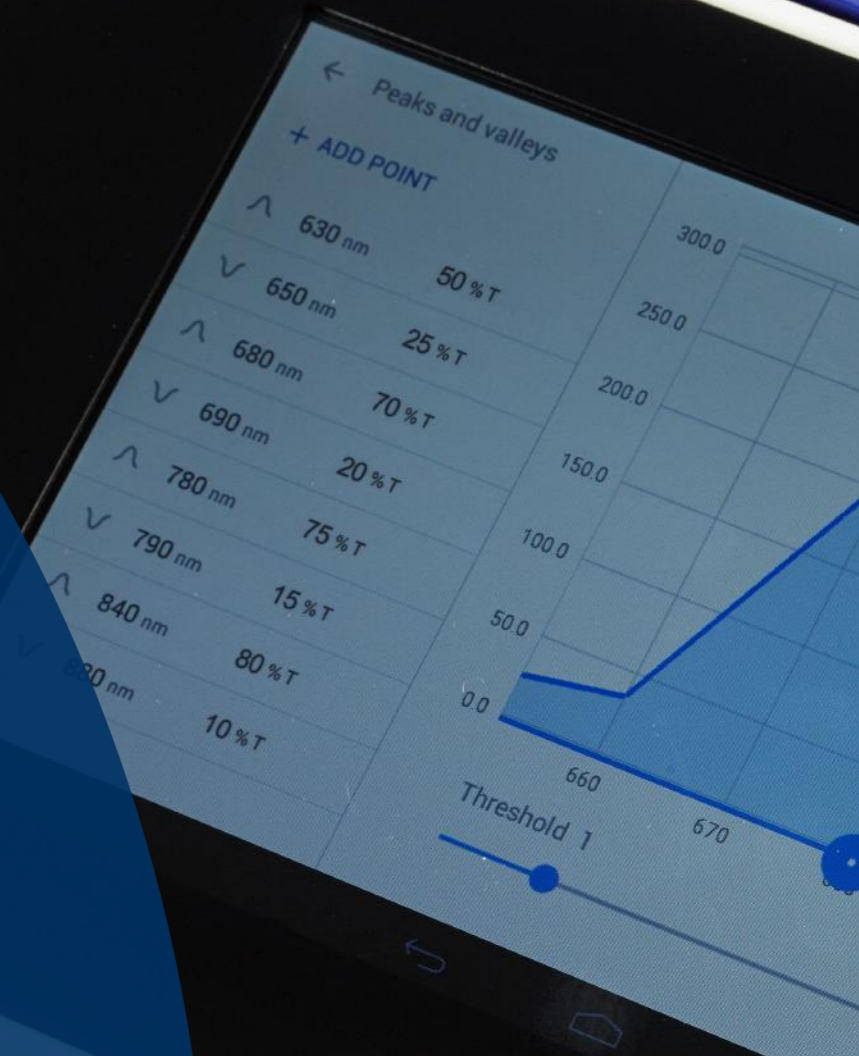 Peaks and valleys
+ ADD POINT
630 nm 50 % T
650 nm 25 % T
680 nm 70 % T
690 nm 20 % T
780 nm 75 % T
790 nm 15 % T
840 nm 80 % T
880 nm 10 % T
300.0
250.0
200.0
150.0
100.0
50.0
0.0
660
670
Threshold 1